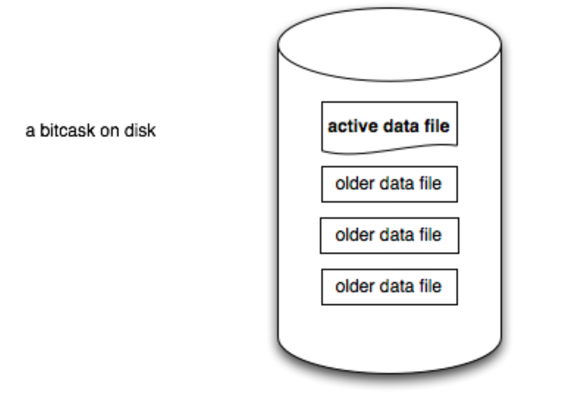 a bitcask on disk
active data file
older data file
older data file
older data file